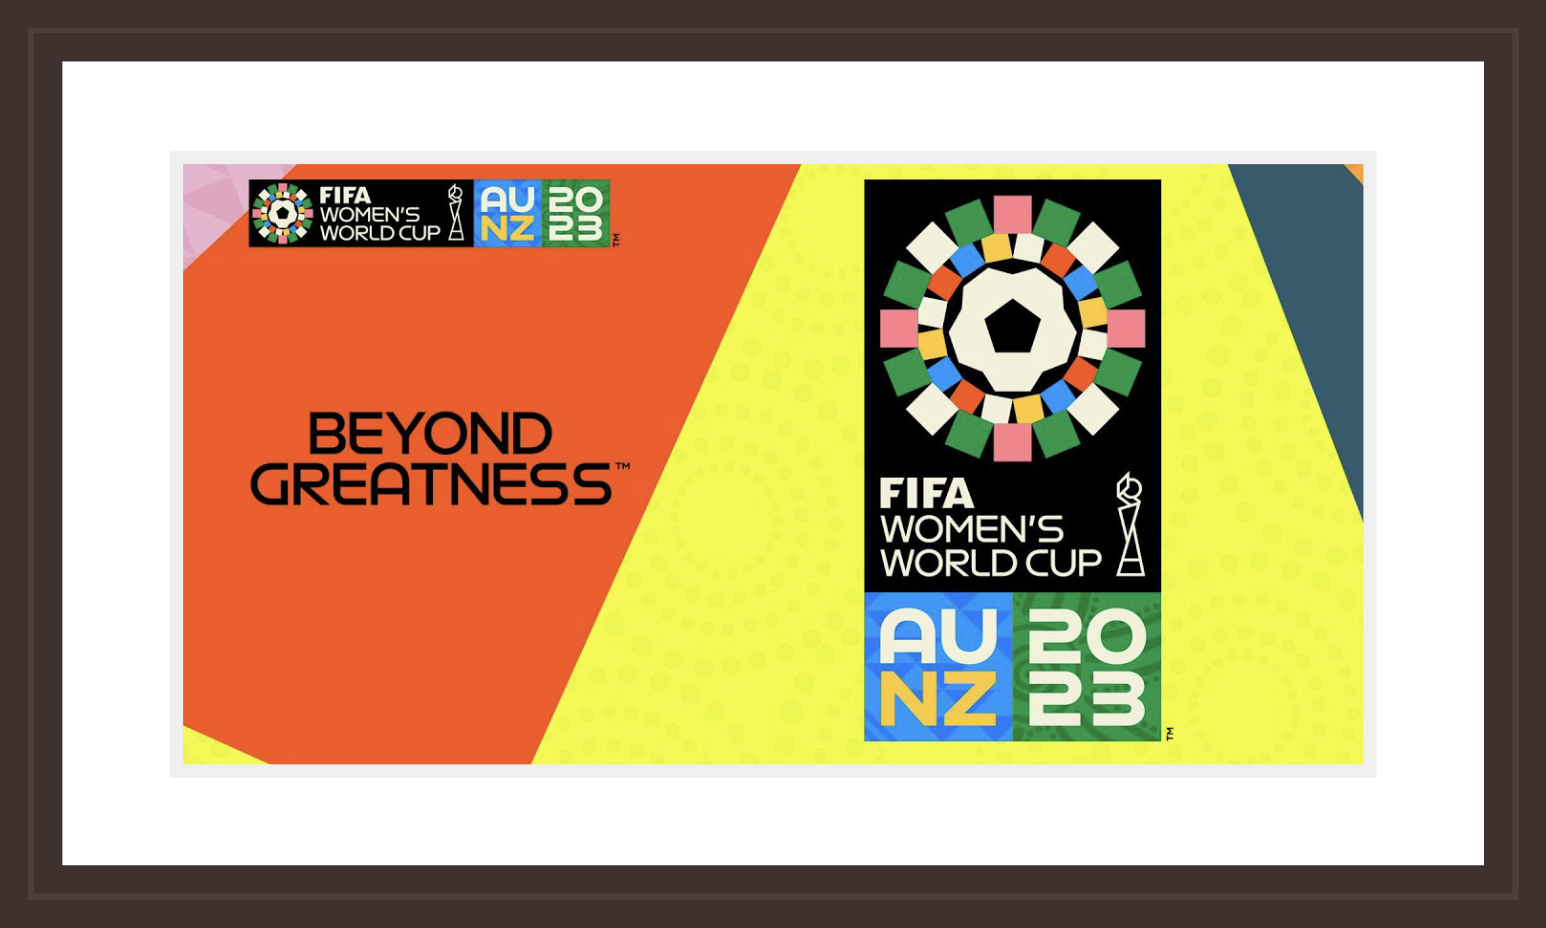 FIFA
WOMEN'S
WORLD CUP
AU
NZ
20
23
TM
BEYOND
GREATNESS™
FIFA
WOMEN'S
WORLD CUP
AU
NZ
20
23
TM